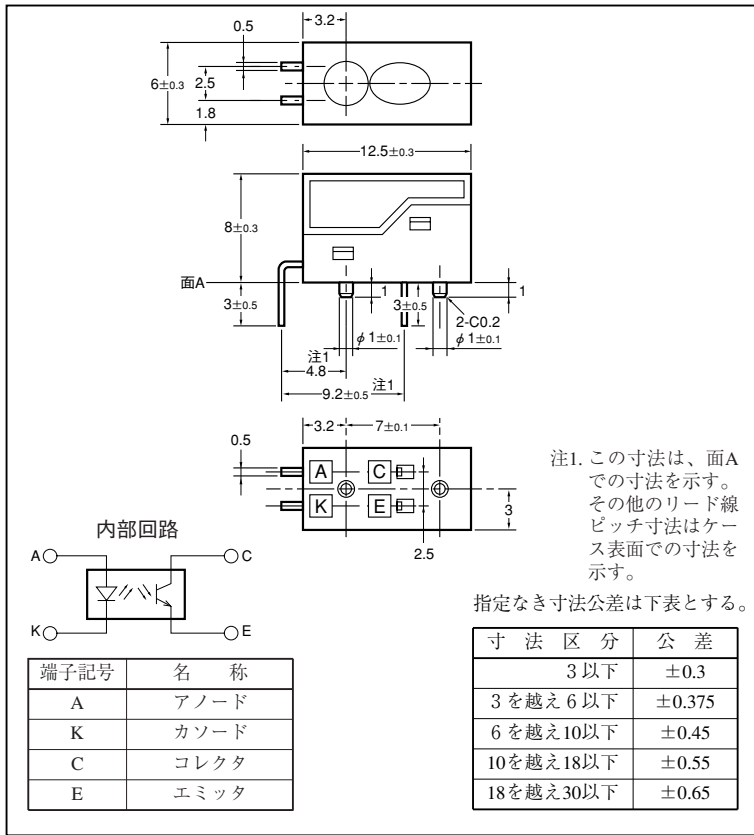 3.2
0.5
6±0.3
2.5
1.8
12.5±0.3
8±0.3
面A
3±0.5
1
3±0.5
1
2-C0.2
φ1±0.1
φ1±0.1
注1
4.8
注1
9.2±0.5
3.2
7±0.1
0.5
A
C
K
E
3
2.5
注1. この寸法は、面A
での寸法を示す。
その他のリード線
ピッチ寸法はケー
ス表面での寸法を
示す。
内部回路
A
C
K
E
指定なき寸法公差は下表とする。
端子記号 名 称
A アノード
K カソード
C コレクタ
E エミッタ
寸 法 区 分 公 差
3以下 ±0.3
3を越え6以下 ±0.375
6を越え10以下 ±0.45
10を越え18以下 ±0.55
18を越え30以下 ±0.65